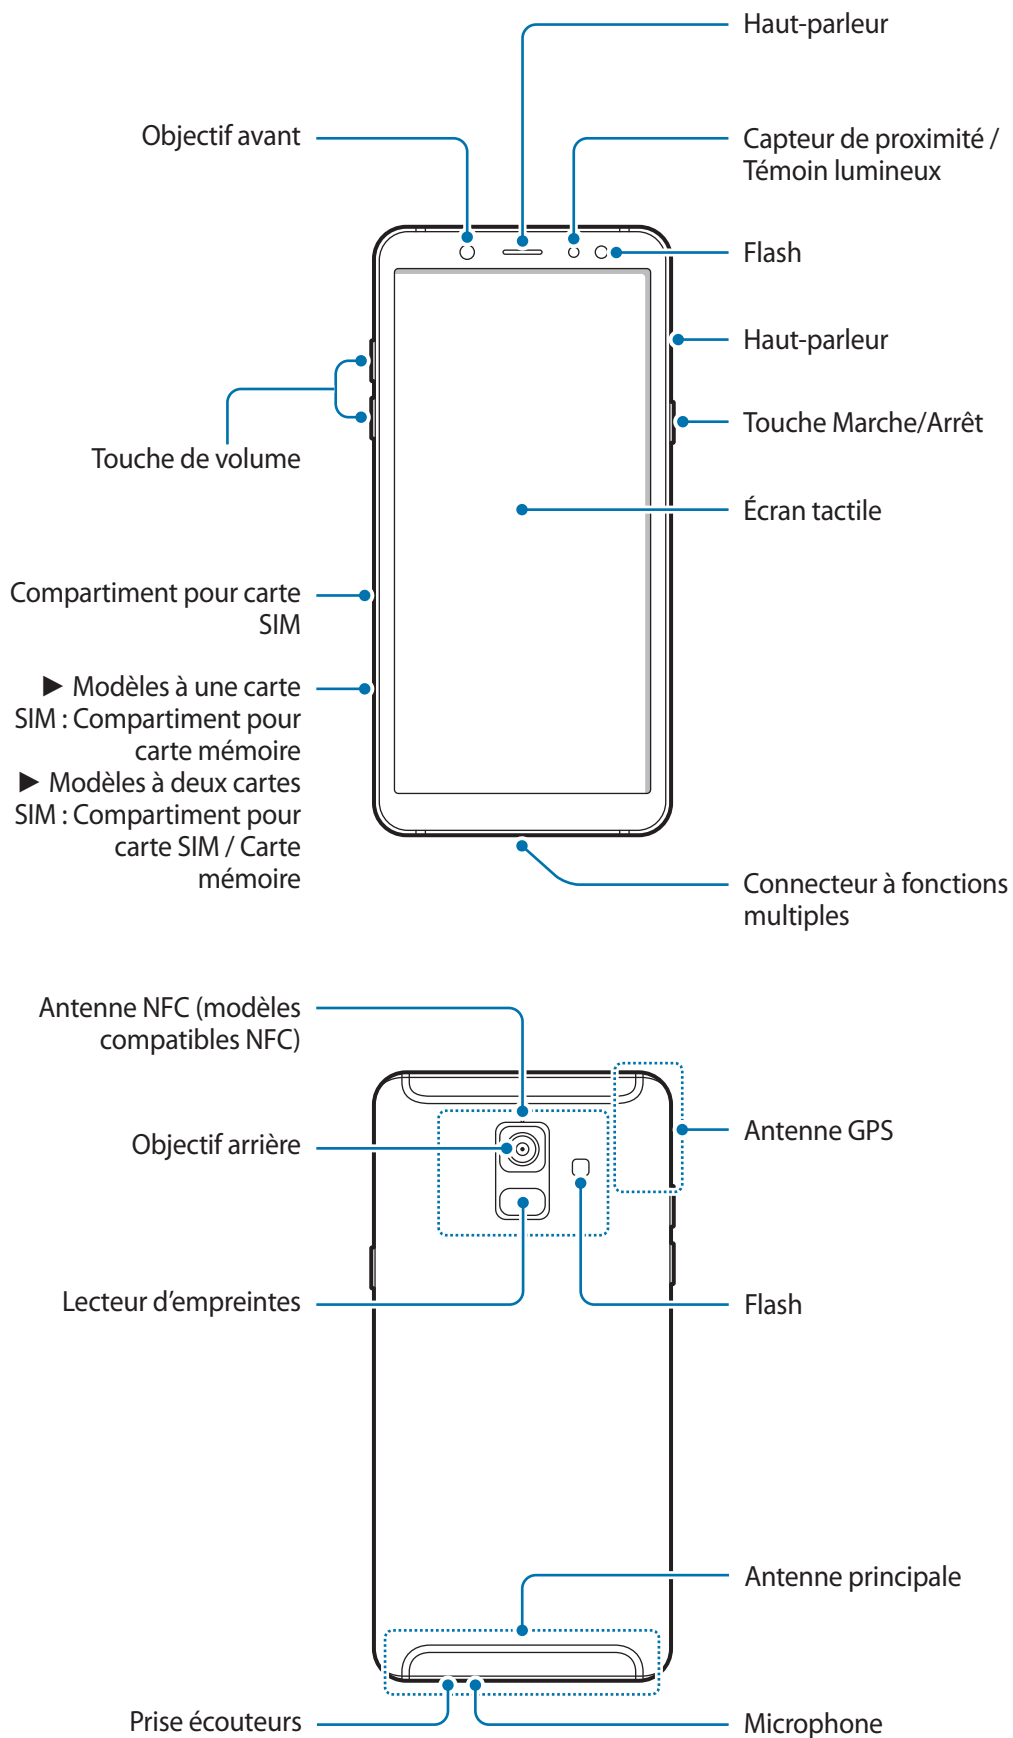 Haut-parleur
Objectif avant
Capteur de proximité /
Témoin lumineux
Flash
Haut-parleur
Touche Marche/Arrêt
Touche de volume
Écran tactile
Compartiment pour carte
SIM
► Modèles à une carte
SIM : Compartiment pour
carte mémoire
► Modèles à deux cartes
SIM : Compartiment pour
carte SIM / Carte
mémoire
Connecteur à fonctions
multiples
Antenne NFC (modèles
compatibles NFC)
Objectif arrière
Antenne GPS
Lecteur d’empreintes
Flash
Antenne principale
Prise écouteurs
Microphone